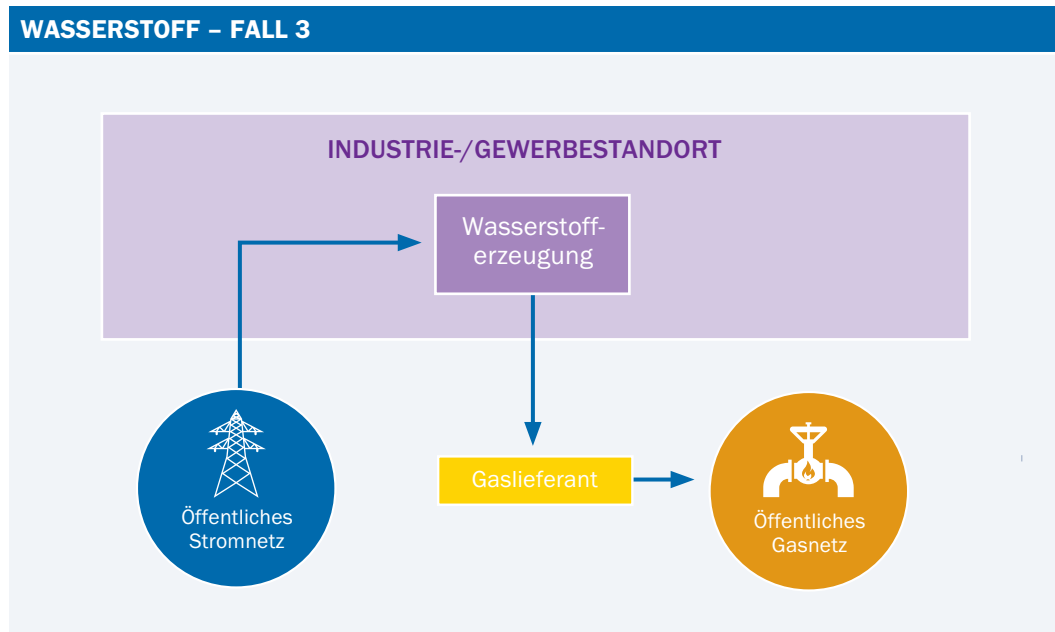 WASSERSTOFF – FALL 3
INDUSTRIE-/GEWERBESTANDORT
Wasserstoff-
erzeugung
Gaslieferant
Öffentliches
Stromnetz
Öffentliches
Gasnetz